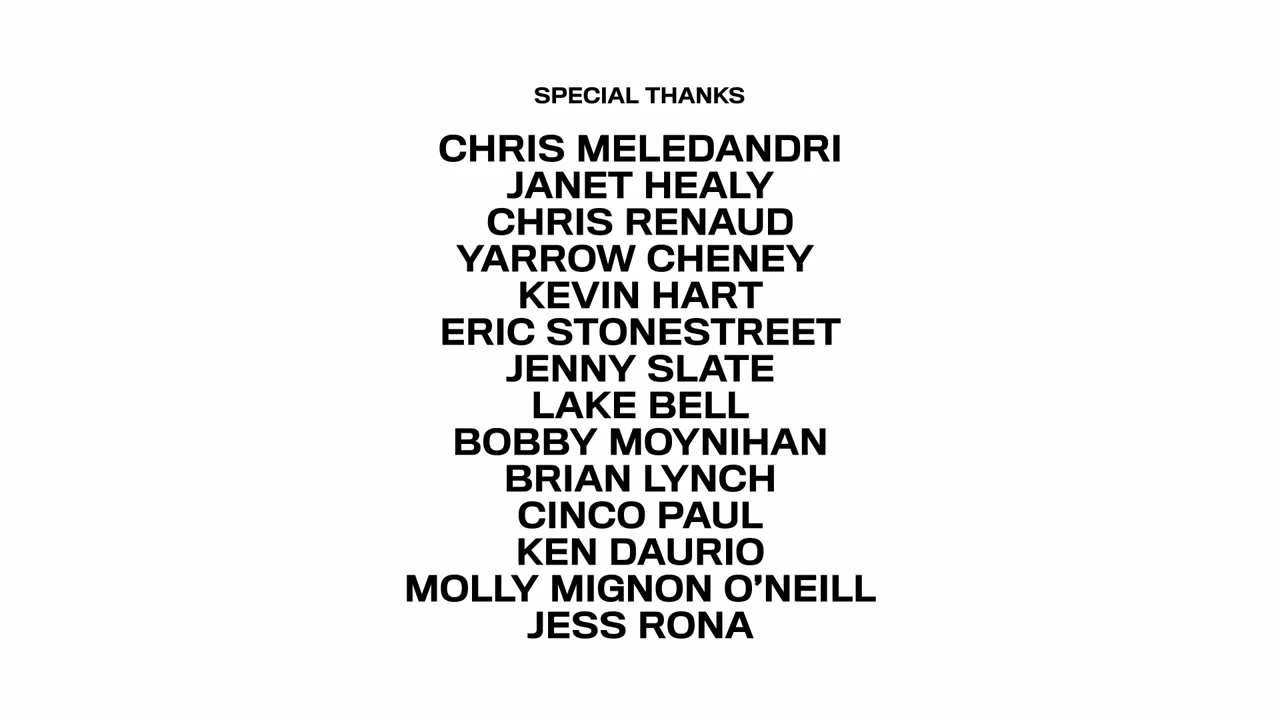 SPECIAL THANKS
CHRIS MELEDANDRI
JANET HEALY
CHRIS RENAUD
YARROW CHENEY
KEVIN HART
ERIC STONESTREET
JENNY SLATE
LAKE BELL
BOBBY MOYNIHAN
BRIAN LYNCH
CINCO PAUL
KEN DAURIO
MOLLY MIGNON O’NEILL
JESS RONA